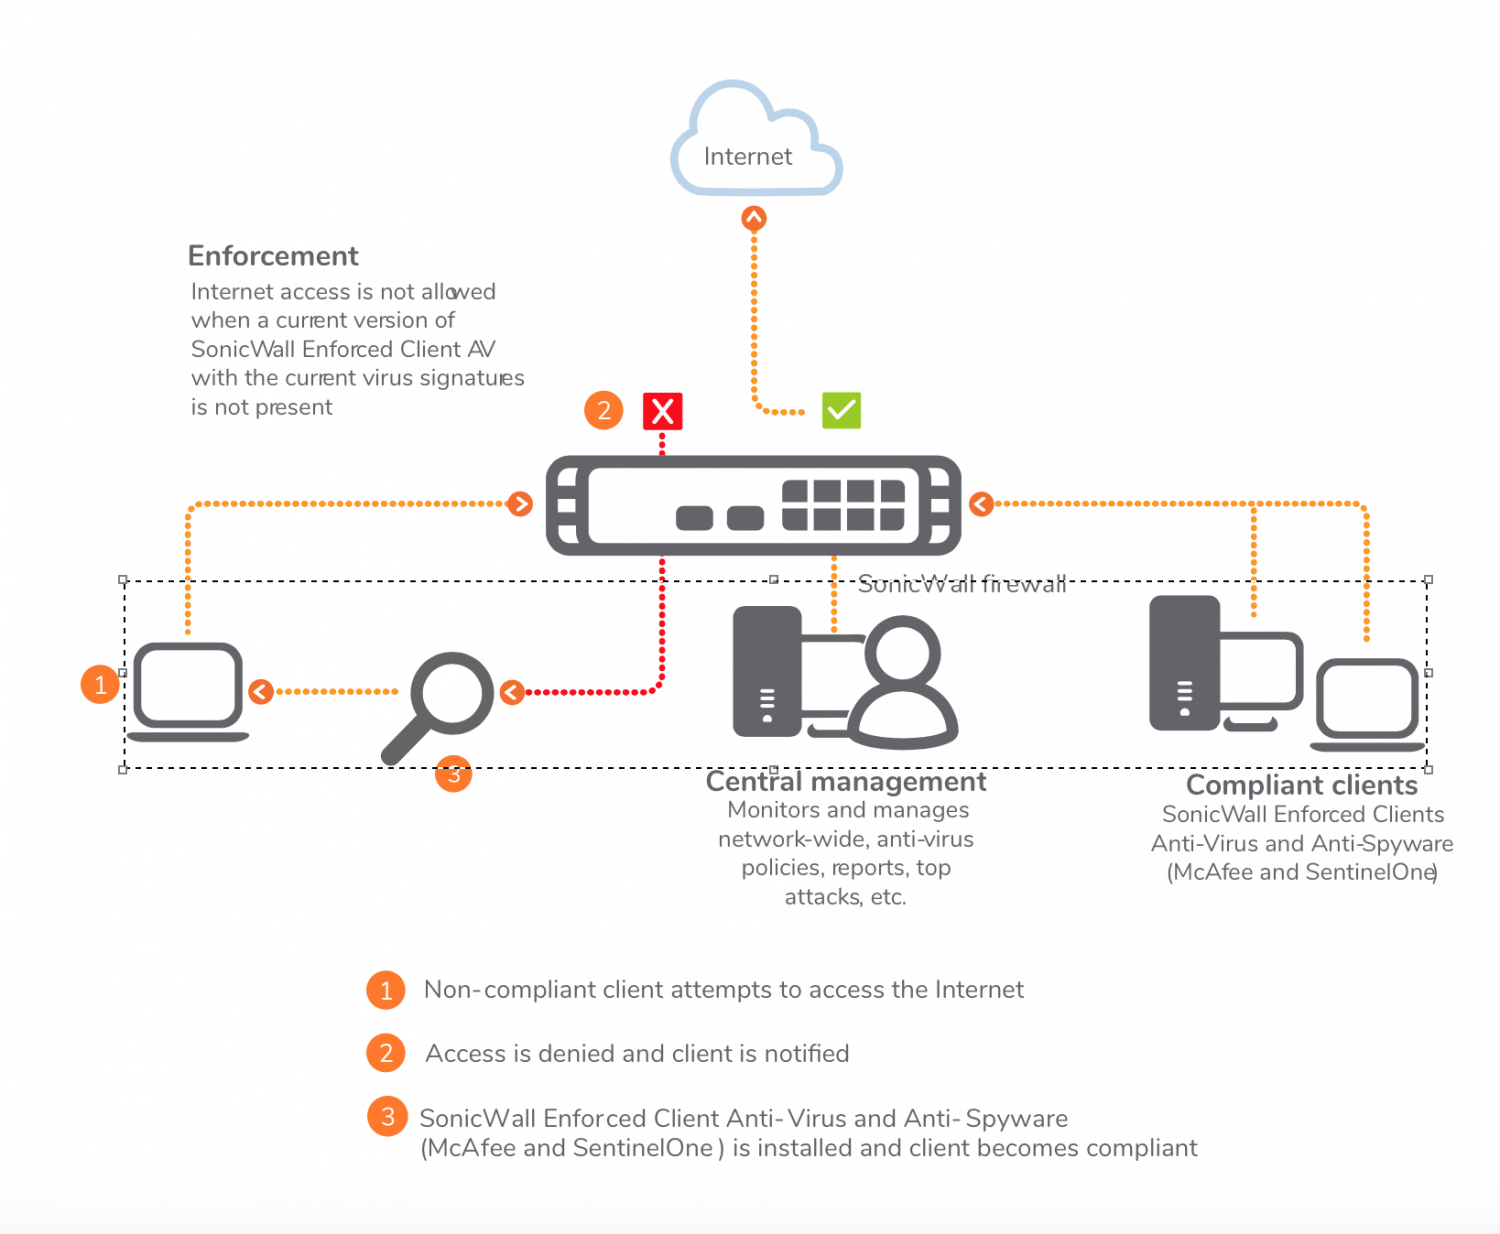 Internet
Enforcement
Internet access is not allowed
when a current version of
SonicWall Enforced Client AV
with the current virus signatures
is not present
2
SonicWall firewall
1
3
Central management
Monitors and manages
network-wide, anti-virus
policies, reports, top
attacks, etc.
Compliant clients
SonicWall Enforced Clients
Anti-Virus and Anti-Spyware
(McAfee and SentinelOne)
1 Non-compliant client attempts to access the Internet
2 Access is denied and client is notified
3 SonicWall Enforced Client Anti-Virus and Anti-Spyware
(McAfee and SentinelOne) is installed and client becomes compliant